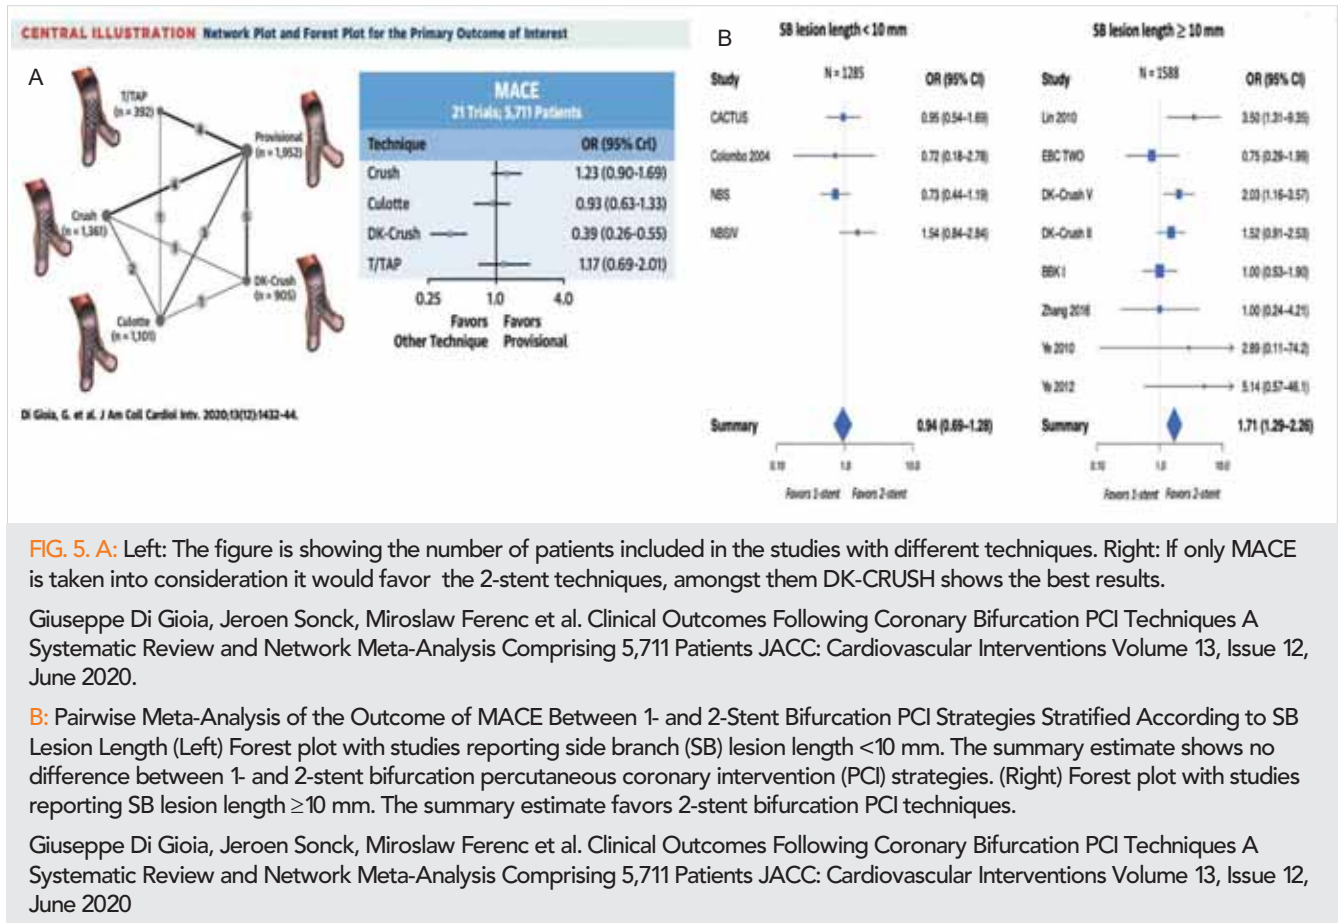 CENTRAL ILLUSTRATION Network Plot and Forest Plot for the Primary Outcome of Interest
A
T/TAP
(n = 392)
Provisional
(n = 1,952)
Crush
(n = 1,361)
DK-Crush
(n = 905)
Culotte
(n = 1,101)
MACE
21 Trials; 5,711 Patients
Technique OR (95% CrI)
Crush 1.23 (0.90-1.69)
Culotte 0.93 (0.63-1.33)
DK-Crush 0.39 (0.26-0.55)
T/TAP 1.17 (0.69-2.01)
0.25 1.0 4.0
Favors Favors
Other Technique Provisional
Di Gioia, G. et al. J Am Coll Cardiol Intv. 2020;13(12):1432-44.
B
SB lesion length < 10 mm
Study N = 1285 OR (95% CI)
CACTUS 0.95 (0.54-1.69)
Colombo 2004 0.72 (0.18-2.78)
NBS 0.73 (0.44-1.19)
NBSIV 1.54 (0.84-2.84)
Summary 0.94 (0.69-1.28)
0.10 1.0 10.0
Favors 1-stent Favors 2-stent
SB lesion length ≥ 10 mm
Study N = 1588 OR (95% CI)
Lin 2010 3.50 (1.31-9.35)
EBC TWO 0.75 (0.29-1.99)
DK-Crush V 2.03 (1.16-3.57)
DK-Crush II 1.52 (0.91-2.53)
BBK I 1.00 (0.53-1.90)
Zhang 2016 1.00 (0.24-4.21)
Ye 2010 2.89 (0.11-74.2)
Ye 2012 5.14 (0.57-46.1)
Summary 1.71 (1.29-2.26)
0.10 1.0 10.0
Favors 1-stent Favors 2-stent
FIG. 5. A: Left: The figure is showing the number of patients included in the studies with different techniques. Right: If only MACE
is taken into consideration it would favor the 2-stent techniques, amongst them DK-CRUSH shows the best results.
Giuseppe Di Gioia, Jeroen Sonck, Miroslaw Ferenc et al. Clinical Outcomes Following Coronary Bifurcation PCI Techniques A
Systematic Review and Network Meta-Analysis Comprising 5,711 Patients JACC: Cardiovascular Interventions Volume 13, Issue 12,
June 2020.
B: Pairwise Meta-Analysis of the Outcome of MACE Between 1- and 2-Stent Bifurcation PCI Strategies Stratified According to SB
Lesion Length (Left) Forest plot with studies reporting side branch (SB) lesion length <10 mm. The summary estimate shows no
difference between 1- and 2-stent bifurcation percutaneous coronary intervention (PCI) strategies. (Right) Forest plot with studies
reporting SB lesion length ≥10 mm. The summary estimate favors 2-stent bifurcation PCI techniques.
Giuseppe Di Gioia, Jeroen Sonck, Miroslaw Ferenc et al. Clinical Outcomes Following Coronary Bifurcation PCI Techniques A
Systematic Review and Network Meta-Analysis Comprising 5,711 Patients JACC: Cardiovascular Interventions Volume 13, Issue 12,
June 2020